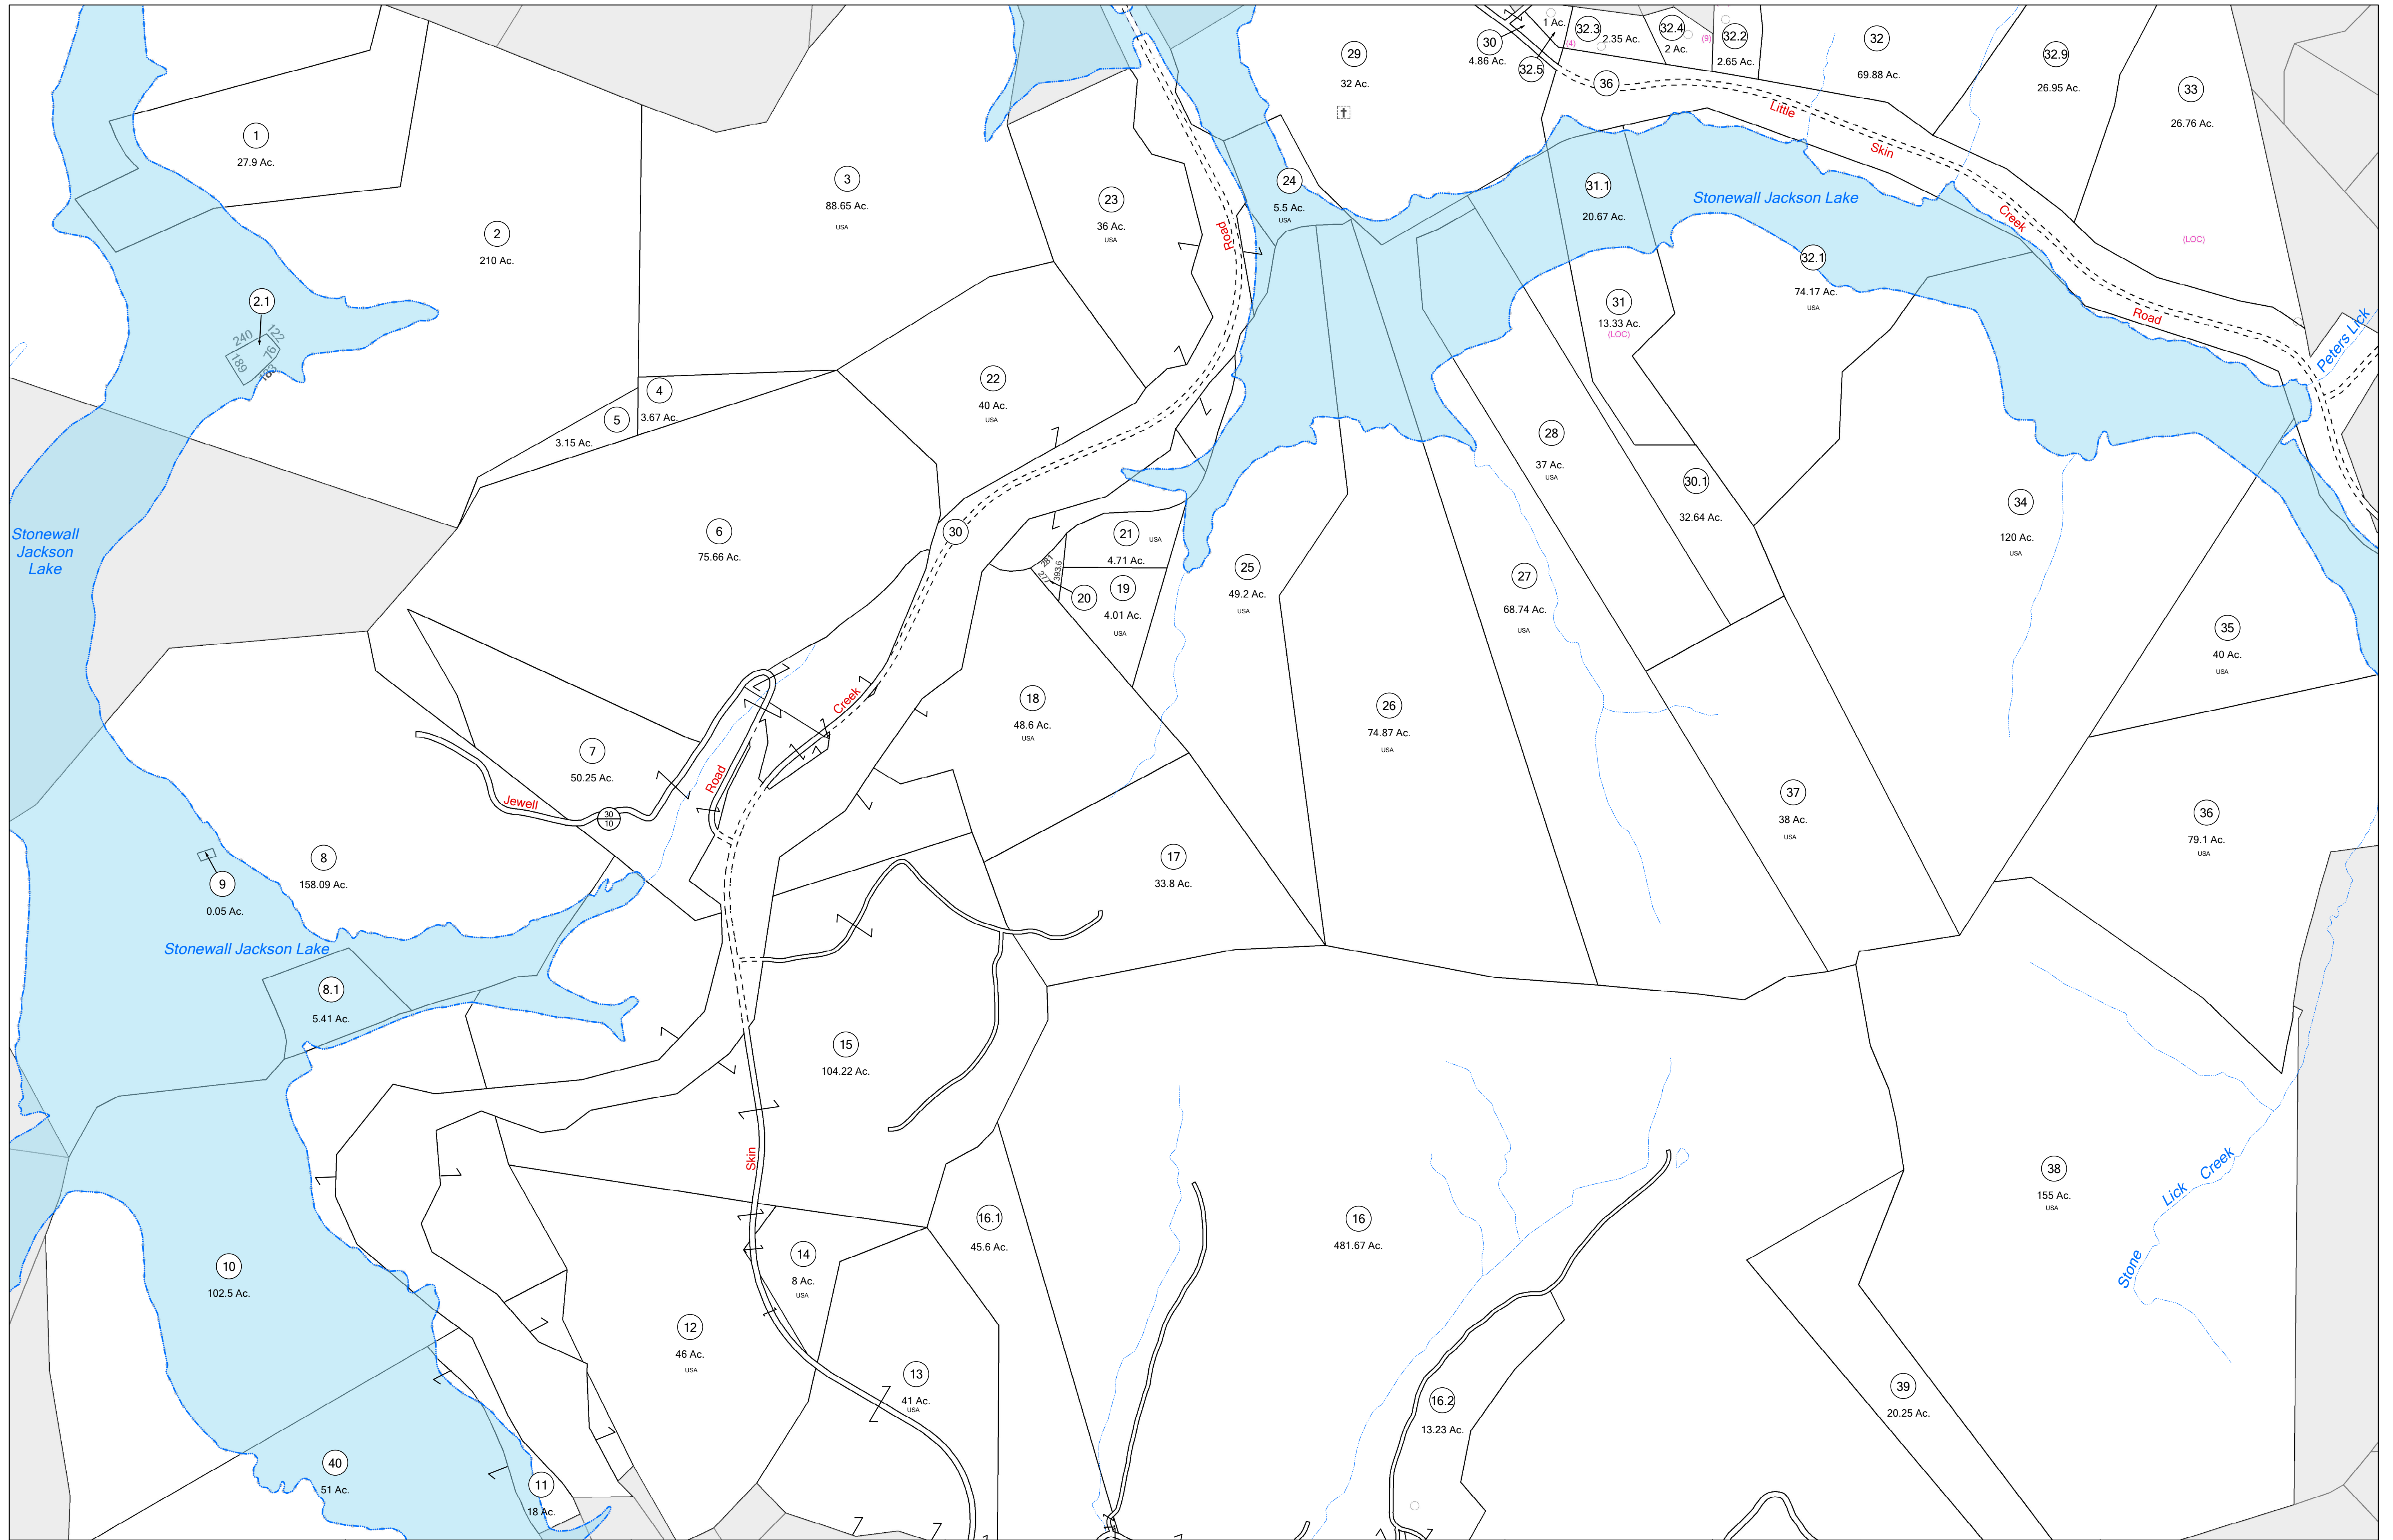 1
27.9 Ac.
2
210 Ac.
2.1
240
122
76
189
183
3
88.65 Ac.
USA
23
36 Ac.
USA
Road
24
5.5 Ac.
USA
29
32 Ac.
30
4.86 Ac.
1 Ac.
32.5
32.3
2.35 Ac.
(4)
32.4
2 Ac.
(9)
32.2
2.65 Ac.
36
32
69.88 Ac.
32.9
26.95 Ac.
33
26.76 Ac.
(LOC)
Little
Skin
Creek
Road
31.1
20.67 Ac.
Stonewall Jackson Lake
32.1
74.17 Ac.
USA
31
13.33 Ac.
(LOC)
Peters Lick
4
3.67 Ac.
5
3.15 Ac.
22
40 Ac.
USA
28
37 Ac.
USA
30.1
32.64 Ac.
34
120 Ac.
USA
Stonewall
Jackson
Lake
6
75.66 Ac.
30
21
USA
4.71 Ac.
281
277
393.6
20
19
4.01 Ac.
USA
25
49.2 Ac.
USA
27
68.74 Ac.
USA
35
40 Ac.
USA
18
48.6 Ac.
USA
26
74.87 Ac.
USA
7
50.25 Ac.
Creek
Road
Jewell
30
10
37
38 Ac.
USA
36
79.1 Ac.
USA
8
158.09 Ac.
9
0.05 Ac.
17
33.8 Ac.
Stonewall Jackson Lake
8.1
5.41 Ac.
15
104.22 Ac.
Skin
38
155 Ac.
USA
Stone
Lick
Creek
10
102.5 Ac.
14
8 Ac.
USA
16.1
45.6 Ac.
16
481.67 Ac.
12
46 Ac.
USA
13
41 Ac.
USA
16.2
13.23 Ac.
39
20.25 Ac.
40
51 Ac.
11
18 Ac.